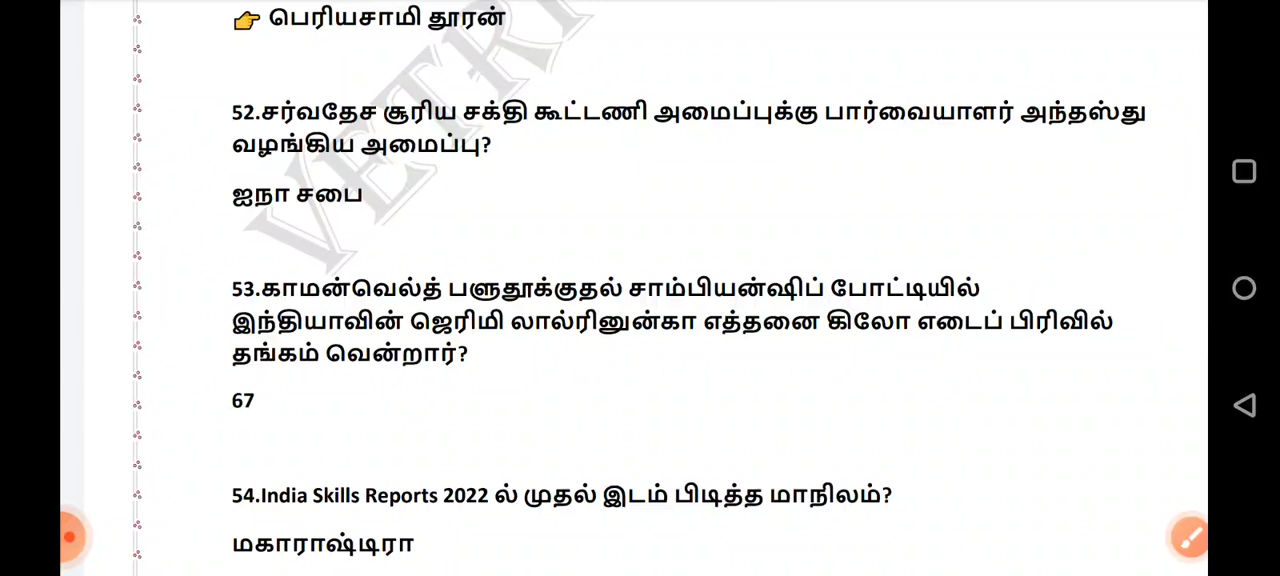 👉 பெரியசாமி தூரன்
52.சர்வதேச சூரிய சக்தி கூட்டணி அமைப்புக்கு பார்வையாளர் அந்தஸ்து
வழங்கிய அமைப்பு?
ஐநா சபை
53.காமன்வெல்த் பளுதூக்குதல் சாம்பியன்ஷிப் போட்டியில்
இந்தியாவின் ஜெரிமி லால்ரினுன்கா எத்தனை கிலோ எடைப் பிரிவில்
தங்கம் வென்றார்?
67
54.India Skills Reports 2022 ல் முதல் இடம் பிடித்த மாநிலம்?
மகாராஷ்டிரா
VETRI